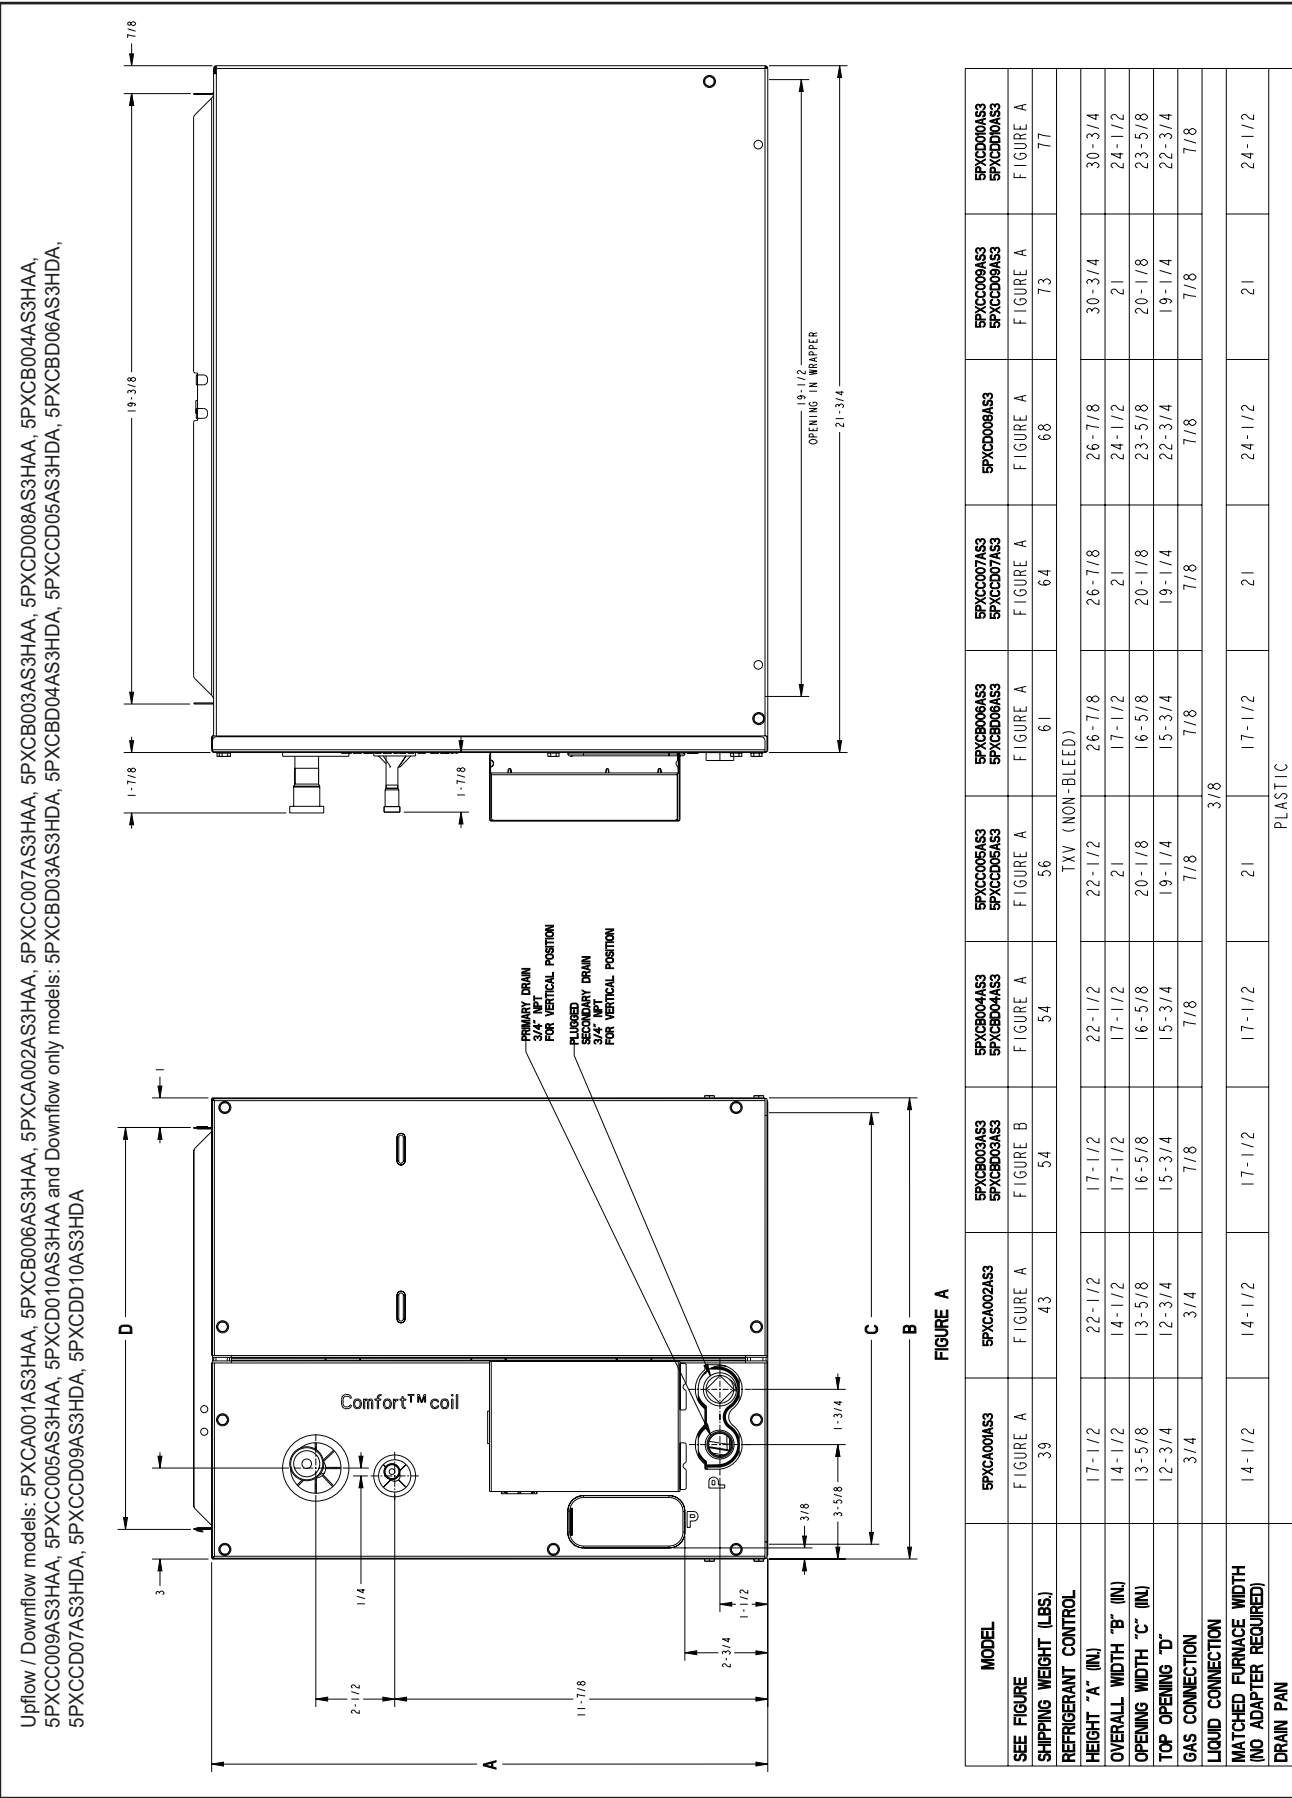 Upflow / Downflow models: 5PXCA001AS3HAA, 5PXCB006AS3HAA, 5PXCA002AS3HAA, 5PXCC007AS3HAA, 5PXCB003AS3HAA, 5PXCD008AS3HAA, 5PXCB004AS3HAA,
5PXCC009AS3HAA, 5PXCC005AS3HAA, 5PXCD010AS3HAA and Downflow only models: 5PXCBD03AS3HDA, 5PXCBD04AS3HDA, 5PXCCD05AS3HDA, 5PXCBD06AS3HDA,
5PXCCD07AS3HDA, 5PXCCD09AS3HDA, 5PXCDD10AS3HDA
D
3
1
Comfort™ coil
A
2-1/2
1/4
11-7/8
2-3/4
1-1/2
3/8
3-5/8
1-3/4
P
P
C
B
PRIMARY DRAIN
3/4" NPT
FOR VERTICAL POSITION
PLUGGED
SECONDARY DRAIN
3/4" NPT
FOR VERTICAL POSITION
FIGURE A
1-7/8
19-3/8
7/8
1-7/8
19-1/2
OPENING IN WRAPPER
21-3/4
MODEL 5PXCA001AS3 5PXCA002AS3 5PXCB003AS3 5PXCB004AS3 5PXCC005AS3 5PXCB006AS3 5PXCC007AS3 5PXCD008AS3 5PXCC009AS3 5PXCD010AS3
5PXCBD03AS3 5PXCBD04AS3 5PXCCD05AS3 5PXCBD06AS3 5PXCCD07AS3 5PXCCD09AS3 5PXCDD10AS3
SEE FIGURE FIGURE A FIGURE A FIGURE B FIGURE A FIGURE A FIGURE A FIGURE A FIGURE A FIGURE A FIGURE A
SHIPPING WEIGHT (LBS.) 39 43 54 54 56 61 64 68 73 77
REFRIGERANT CONTROL TXV (NON-BLEED)
HEIGHT "A" (IN.) 17-1/2 22-1/2 17-1/2 22-1/2 22-1/2 26-7/8 26-7/8 26-7/8 30-3/4 30-3/4
OVERALL WIDTH "B" (IN.) 14-1/2 14-1/2 17-1/2 17-1/2 21 17-1/2 21 24-1/2 21 24-1/2
OPENING WIDTH "C" (IN.) 13-5/8 13-5/8 16-5/8 16-5/8 20-1/8 16-5/8 20-1/8 23-5/8 20-1/8 23-5/8
TOP OPENING "D" 12-3/4 12-3/4 15-3/4 15-3/4 19-1/4 15-3/4 19-1/4 22-3/4 19-1/4 22-3/4
GAS CONNECTION 3/4 3/4 7/8 7/8 7/8 7/8 7/8 7/8 7/8 7/8
LIQUID CONNECTION 3/8
MATCHED FURNACE WIDTH
(NO ADAPTER REQUIRED) 14-1/2 14-1/2 17-1/2 17-1/2 21 17-1/2 21 24-1/2 21 24-1/2
DRAIN PAN PLASTIC